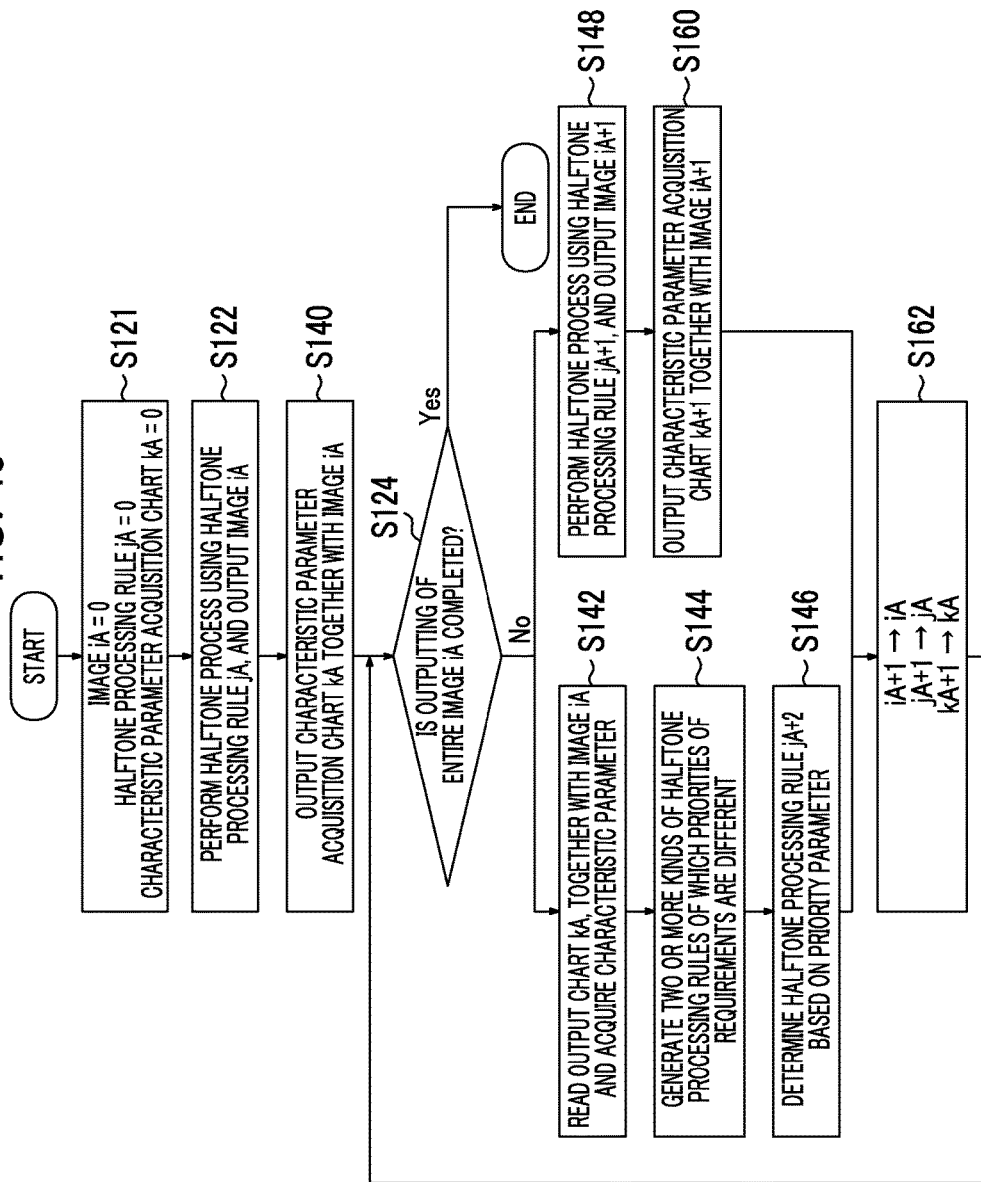 START
IMAGE iA = 0
HALFTONE PROCESSING RULE jA = 0
CHARACTERISTIC PARAMETER ACQUISITION CHART kA = 0
S121
PERFORM HALFTONE PROCESS USING HALFTONE
PROCESSING RULE jA, AND OUTPUT IMAGE iA
S122
OUTPUT CHARACTERISTIC PARAMETER
ACQUISITION CHART kA TOGETHER WITH IMAGE iA
S140
S124
IS OUTPUTTING OF
ENTIRE IMAGE iA COMPLETED?
Yes
END
No
READ OUTPUT CHART kA, TOGETHER WITH IMAGE iA
AND ACQUIRE CHARACTERISTIC PARAMETER
S142
GENERATE TWO OR MORE KINDS OF HALFTONE
PROCESSING RULES OF WHICH PRIORITIES OF
REQUIREMENTS ARE DIFFERENT
S144
DETERMINE HALFTONE PROCESSING RULE jA+2
BASED ON PRIORITY PARAMETER
S146
PERFORM HALFTONE PROCESS USING HALFTONE
PROCESSING RULE jA+1, AND OUTPUT IMAGE iA+1
S148
OUTPUT CHARACTERISTIC PARAMETER ACQUISITION
CHART kA+1 TOGETHER WITH IMAGE iA+1
S160
iA+1 → iA
jA+1 → jA
kA+1 → kA
S162